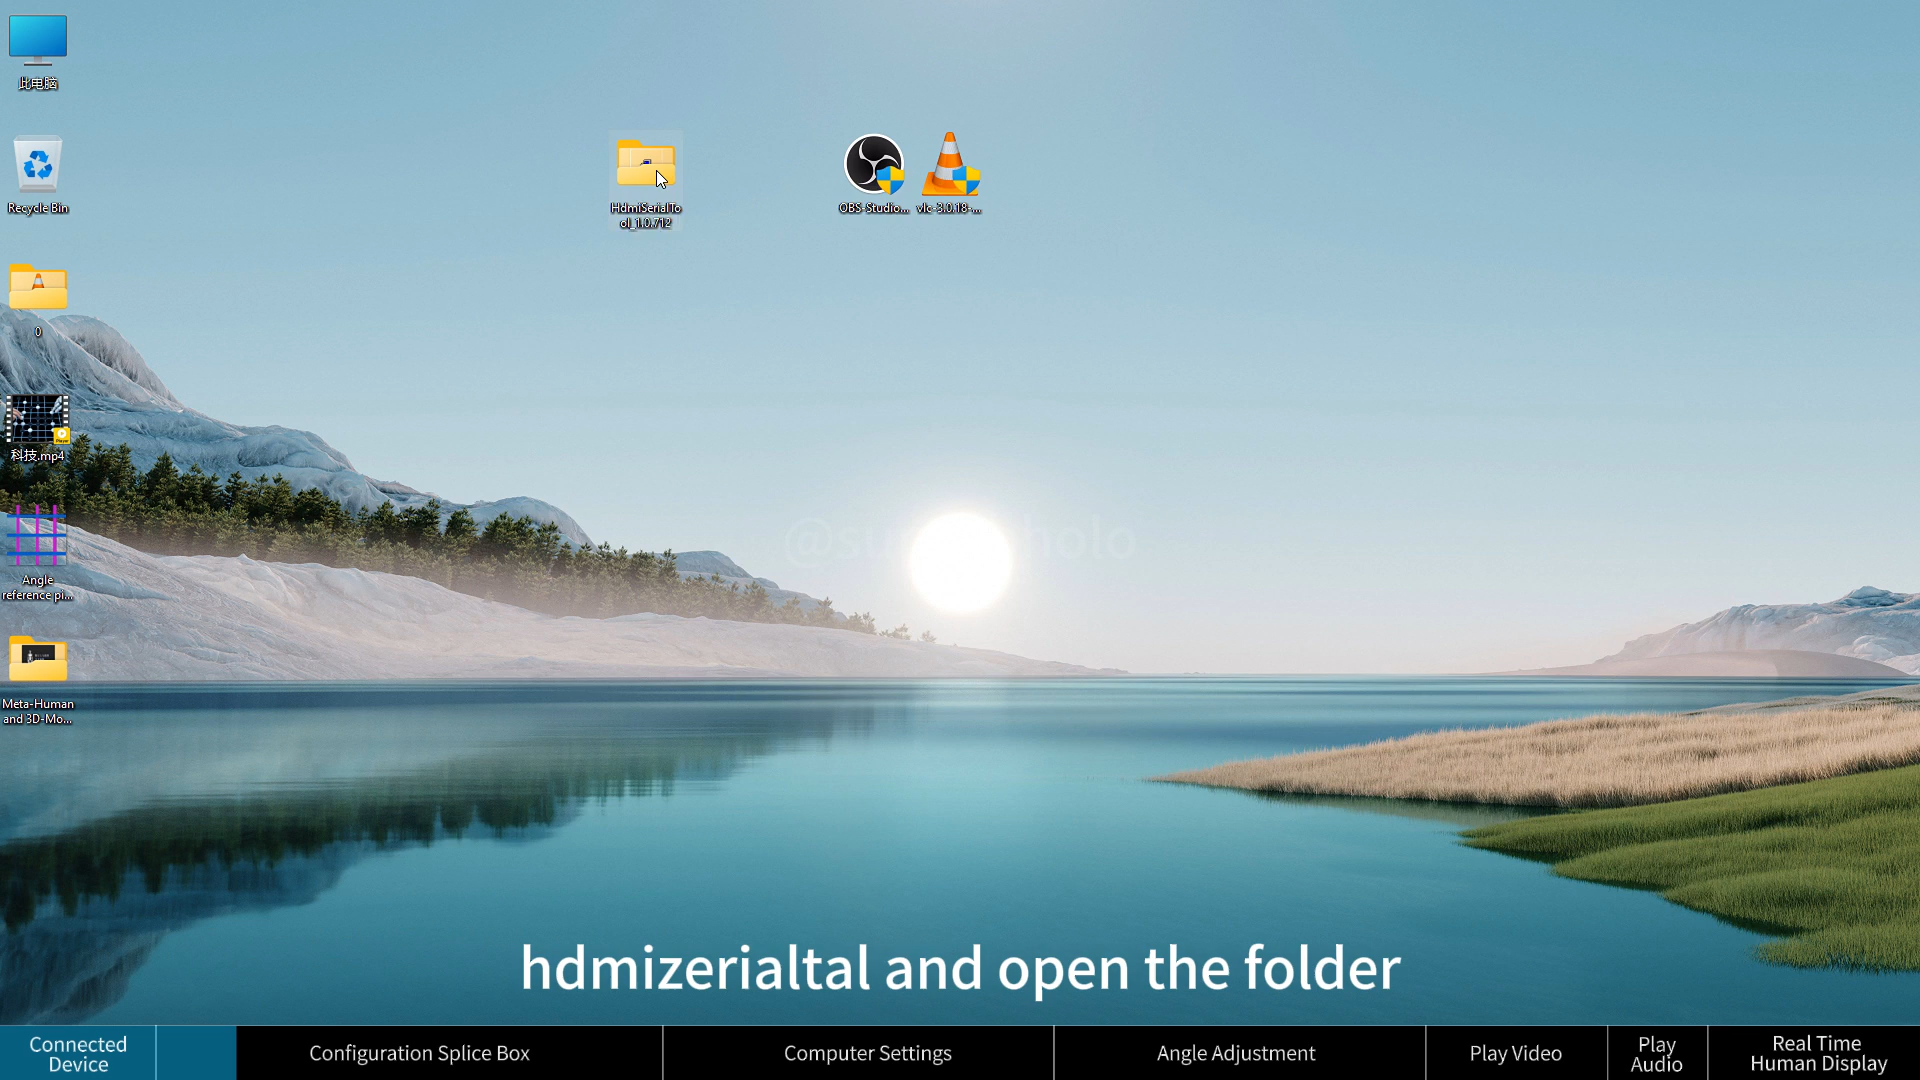 此电脑
Recycle Bin
0
科技.mp4
Angle
reference pi...
Meta-Human
and 3D-Mo...
HdmiSerialTo
ol_1.0.712
OBS-Studio...
vlc-3.0.18-...
hdmizerialtal and open the folder
Connected
Device
Configuration Splice Box
Computer Settings
Angle Adjustment
Play Video
Play
Audio
Real Time
Human Display